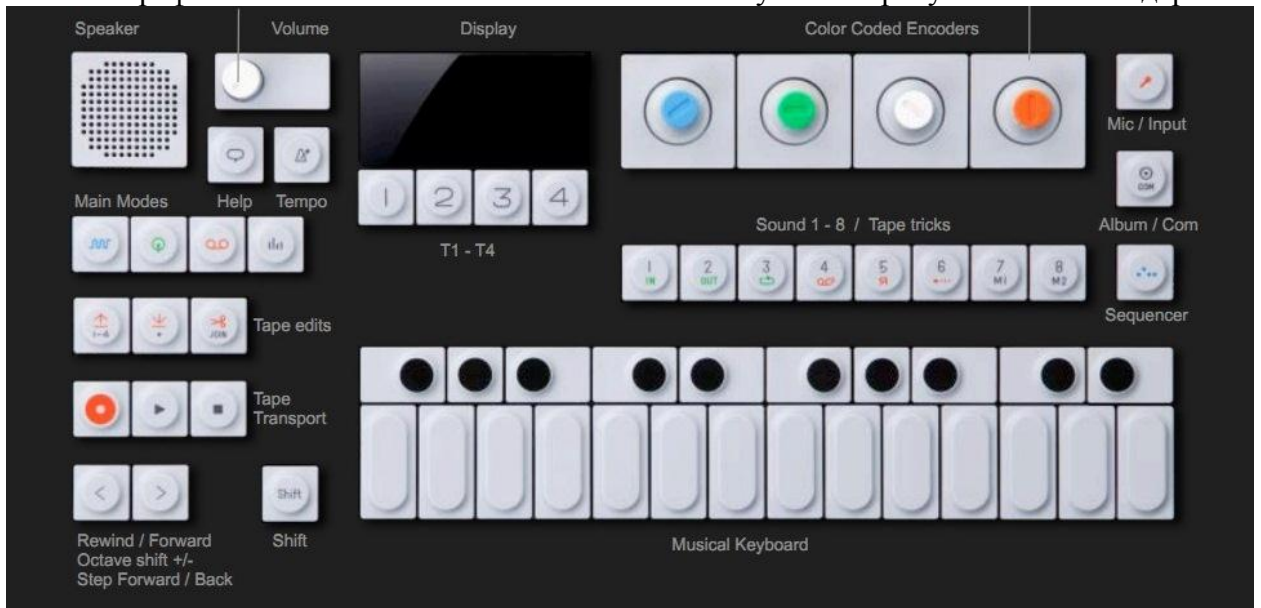 Speaker
Volume
Display
Color Coded Encoders
Mic / Input
COM
Main Modes
Help
Tempo
1 2 3 4
Album / Com
T1 - T4
Sound 1 - 8 / Tape tricks
1 2 3 4 5 6 7 8
IN OUT M1 M2
Sequencer
1-4
JOIN
Tape edits
Tape
Transport
Shift
Rewind / Forward
Octave shift +/-
Step Forward / Back
Shift
Musical Keyboard